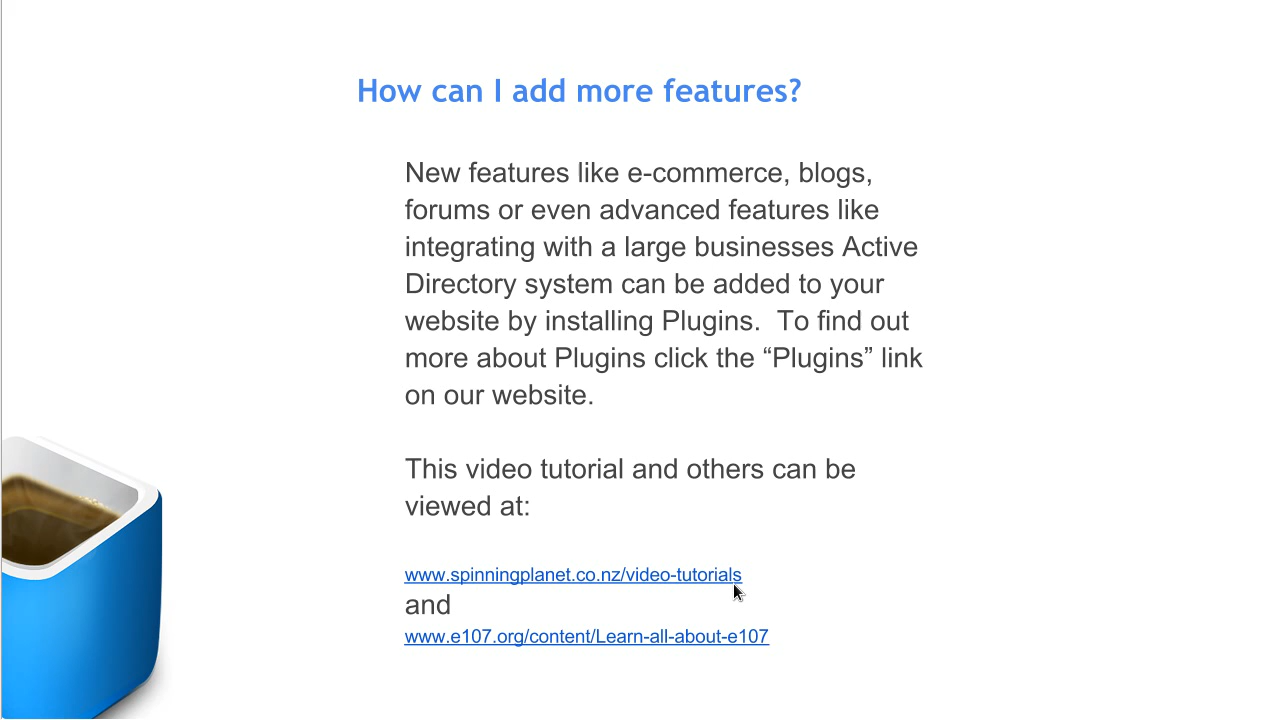 How can I add more features?
New features like e-commerce, blogs,
forums or even advanced features like
integrating with a large businesses Active
Directory system can be added to your
website by installing Plugins.  To find out
more about Plugins click the “Plugins” link
on our website.
This video tutorial and others can be
viewed at:
www.spinningplanet.co.nz/video-tutorials
and
www.e107.org/content/Learn-all-about-e107